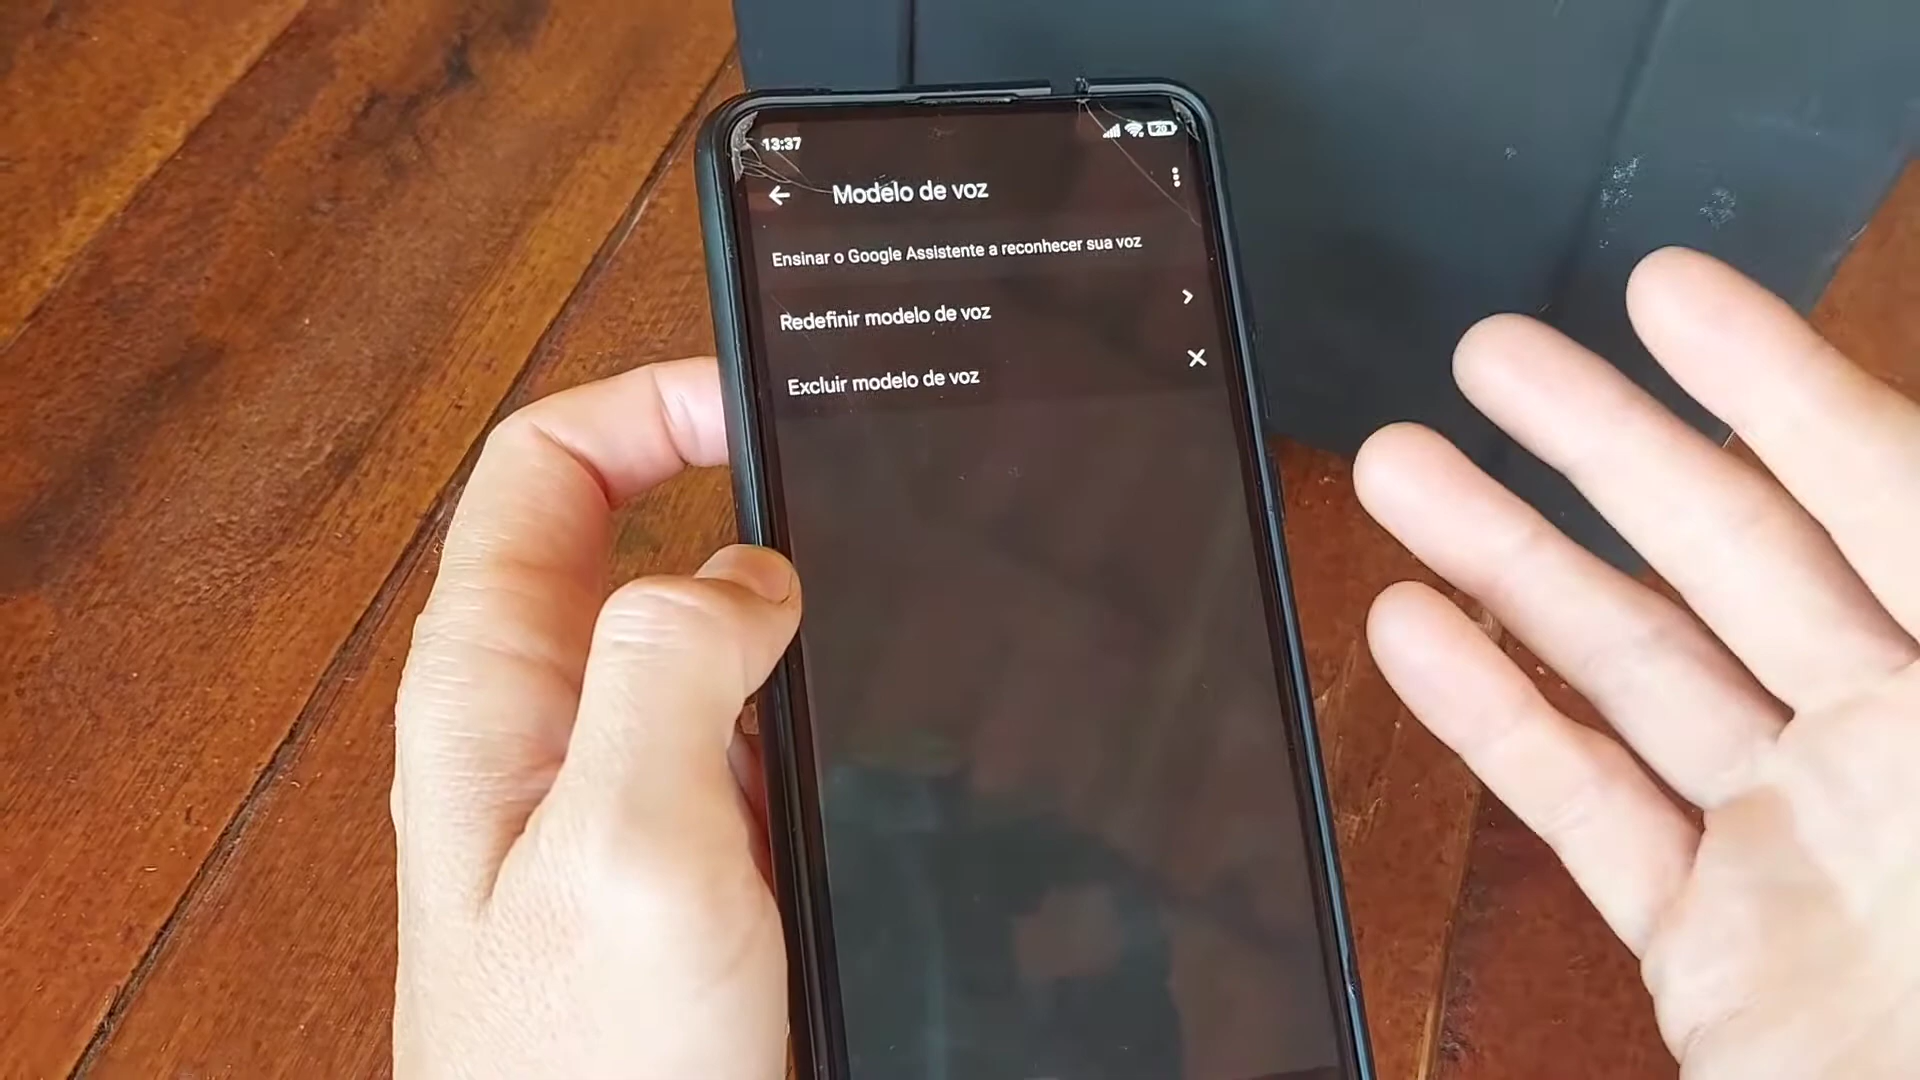 13:37
20
Modelo de voz
Ensinar o Google Assistente a reconhecer sua voz
Redefinir modelo de voz
Excluir modelo de voz